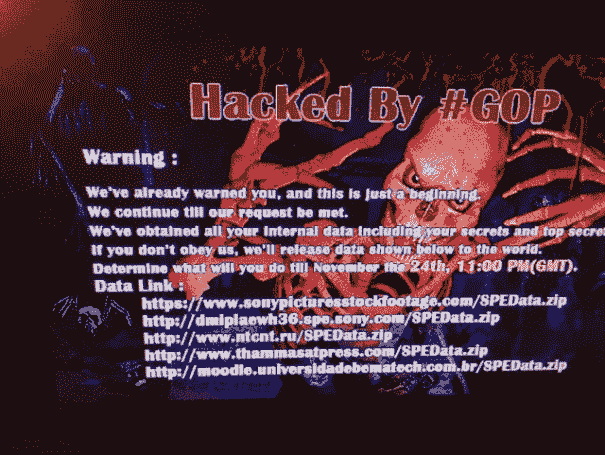 Hacked By #GOP
Warning :
We've already warned you, and this is just a beginning.
We continue till our request be met.
We've obtained all your internal data including your secrets and top secret
If you don't obey us, we'll release data shown below to the world.
Determine what will you do till November the 24th, 11:00 PM(GMT).
Data Link :
https://www.sonypicturesstockfootage.com/SPEData.zip
http://dmiplaewh36.spe.sony.com/SPEData.zip
http://www.ntcnt.ru/SPEData.zip
http://www.thammasatpress.com/SPEData.zip
http://moodle.universidadebematech.com.br/SPEData.zip